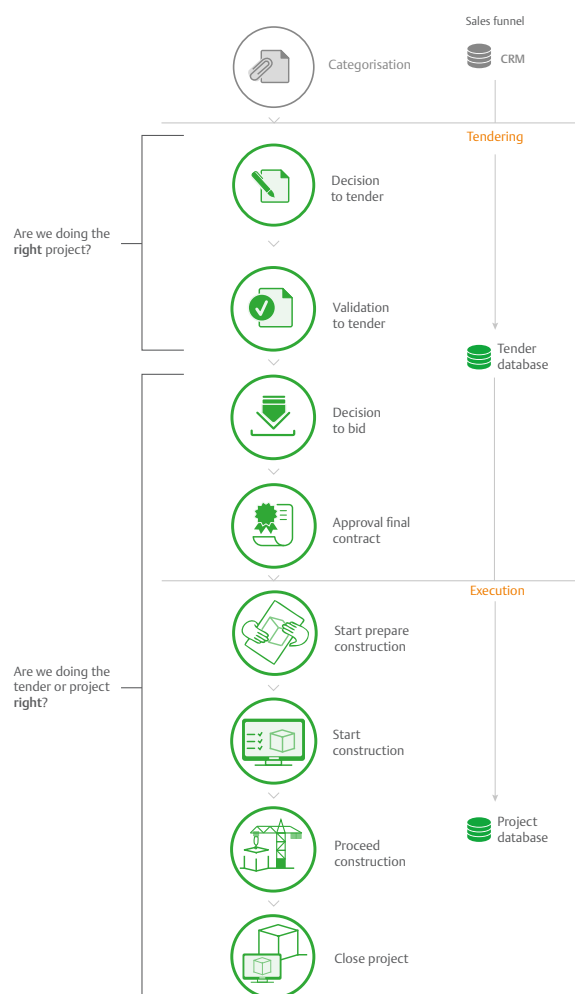 Sales funnel
CRM
Categorisation
Tendering
Decision
to tender
Are we doing the
right project?
Validation
to tender
Tender
database
Decision
to bid
Approval final
contract
Execution
Start prepare
construction
Are we doing the
tender or project
right?
Start
construction
Project
database
Proceed
construction
Close project